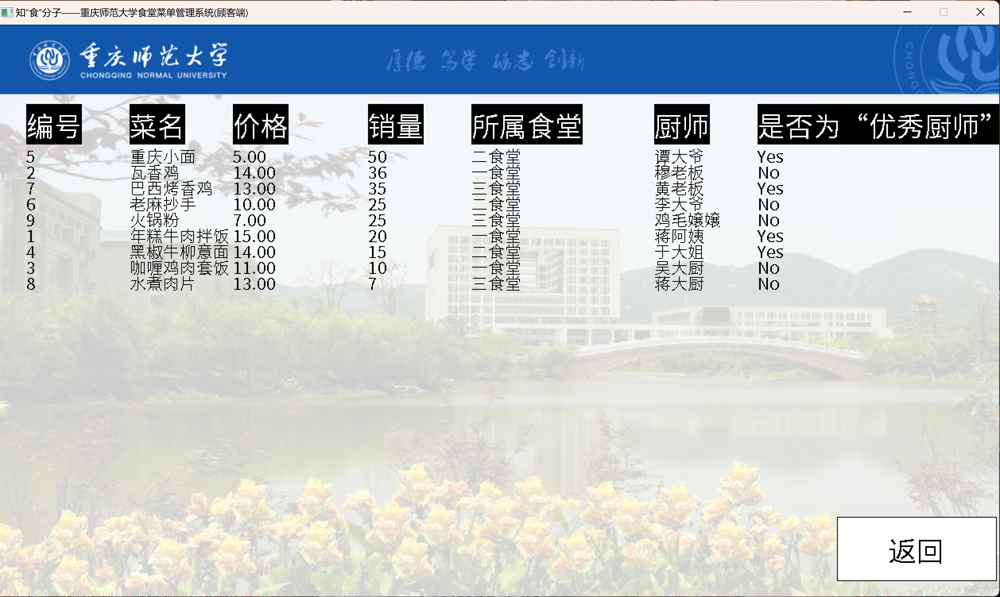 知“食”分子——重庆师范大学食堂菜单管理系统(顾客端)
重庆师范大学
CHONGQING NORMAL UNIVERSITY
厚德 笃学 砺志 创新
CHONGQ
编号 菜名 价格 销量 所属食堂 厨师 是否为“优秀厨师”
5 重庆小面 5.00 50 二食堂 谭大爷 Yes
2 瓦香鸡 14.00 36 一食堂 穆老板 No
7 巴西烤香鸡 13.00 35 三食堂 黄老板 Yes
6 老麻抄手 10.00 25 二食堂 李大爷 No
9 火锅粉 7.00 25 三食堂 鸡毛嬢嬢 No
1 年糕牛肉拌饭 15.00 20 一食堂 蒋阿姨 Yes
4 黑椒牛柳意面 14.00 15 二食堂 于大姐 Yes
3 咖喱鸡肉套饭 11.00 10 一食堂 吴大厨 No
8 水煮肉片 13.00 7 三食堂 蒋大厨 No
返回